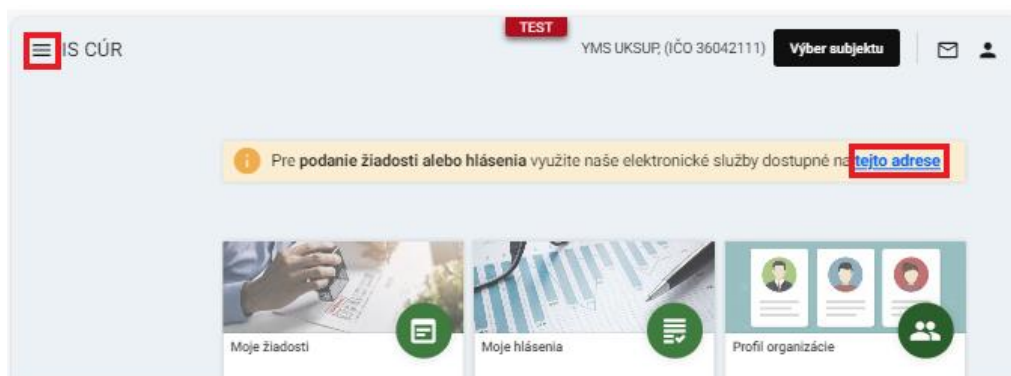 TEST
IS CÚR
YMS UKSUP, (IČO 36042111)
Výber subjektu
Pre podanie žiadosti alebo hlásenia využite naše elektronické služby dostupné na tejto adrese
Moje žiadosti
Moje hlásenia
Profil organizácie